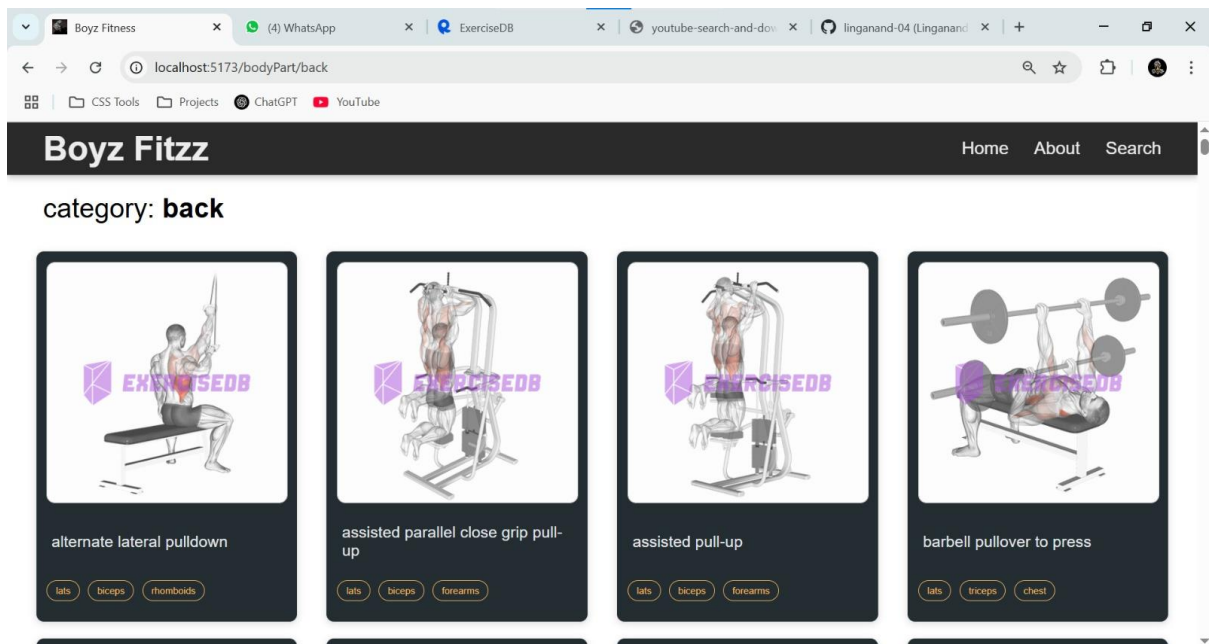 Boyz Fitness
(4) WhatsApp
ExerciseDB
youtube-search-and-dow
linganand-04 (Linganand
localhost:5173/bodyPart/back
CSS Tools
Projects
ChatGPT
YouTube
Boyz Fitzz
Home
About
Search
category: back
EXERCISEDB
EXERCISEDB
EXERCISEDB
EXERCISEDB
alternate lateral pulldown
lats
biceps
rhomboids
assisted parallel close grip pull-
up
lats
biceps
forearms
assisted pull-up
lats
biceps
forearms
barbell pullover to press
lats
triceps
chest